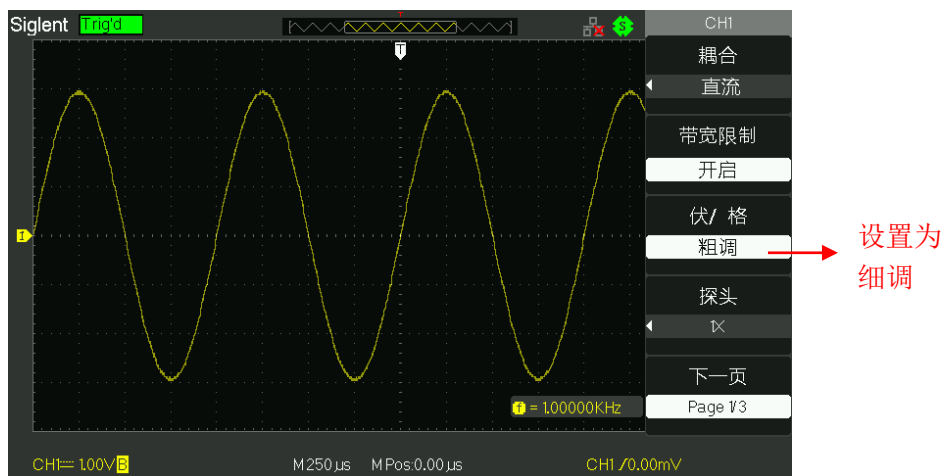 Siglent Trig'd
T
S
CH1
耦合
直流
带宽限制
开启
伏/ 格
粗调
设置为
细调
探头
1X
下一页
Page 1/3
1
f = 1.00000KHz
CH1 1.00V B
M 250μs M Pos:0.00μs
CH1 /0.00mV